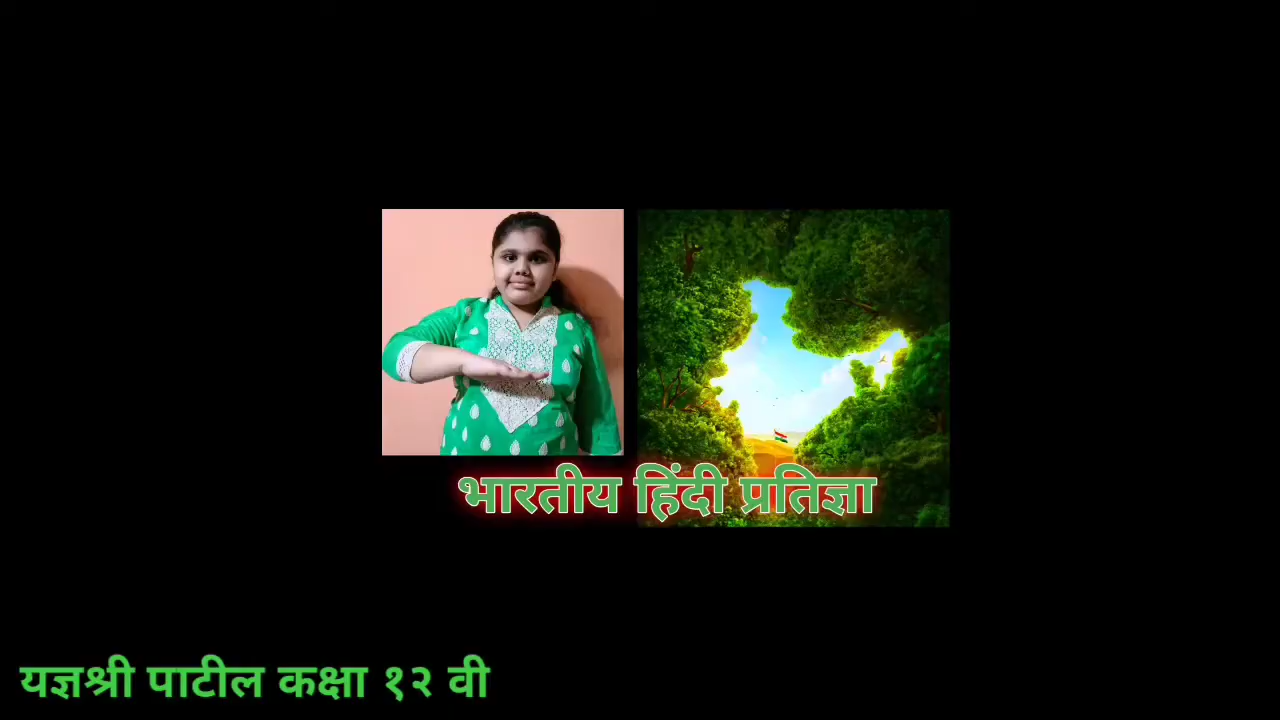 भारतीय हिंदी प्रतिज्ञा
यज्ञश्री पाटील कक्षा १२ वी